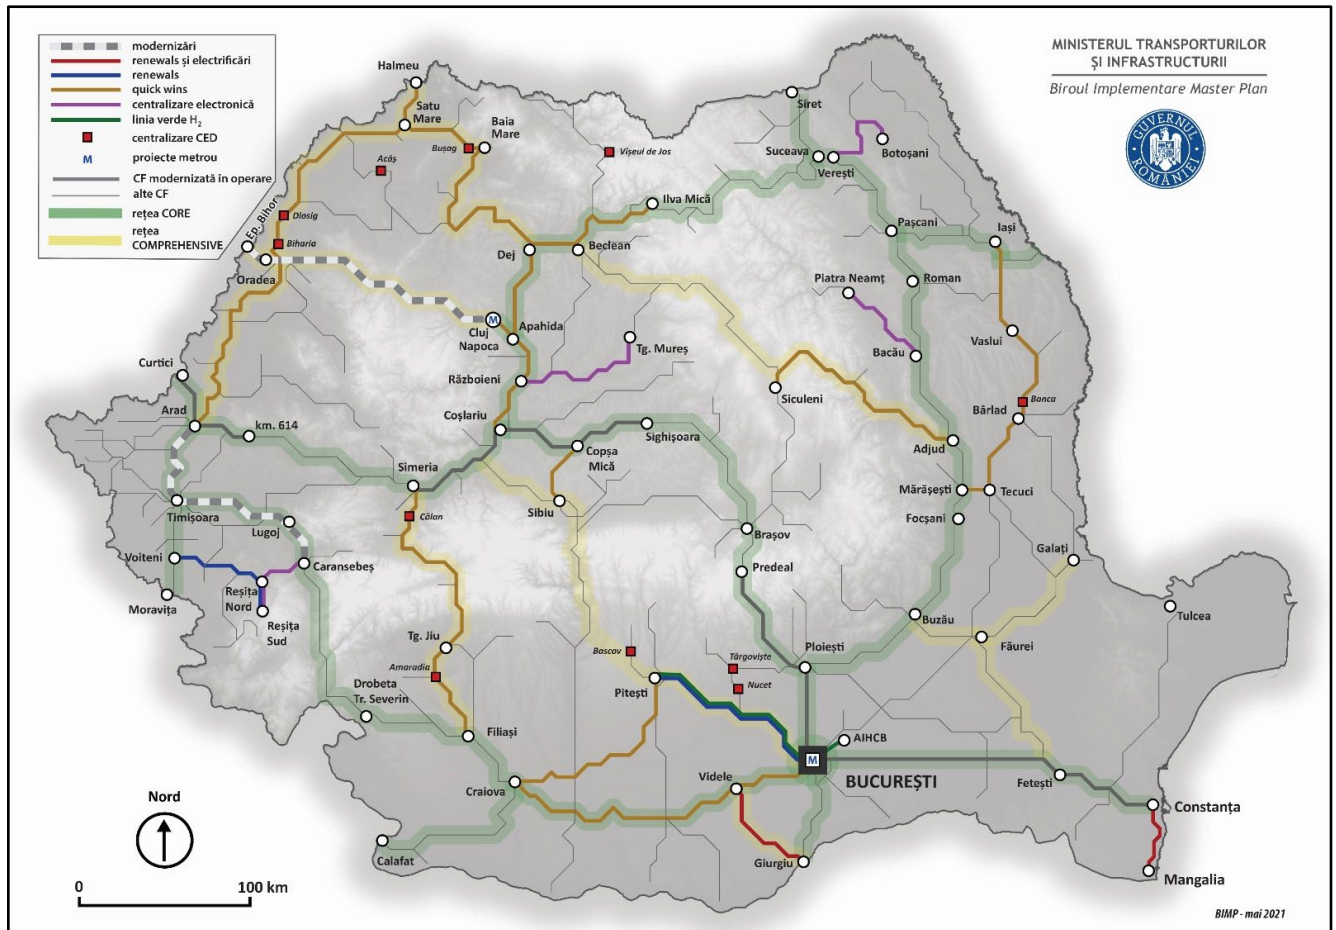 modernizări
renewals și electrificări
renewals
quick wins
centralizare electronică
linia verde H₂
centralizare CED
M
proiecte metrou
CF modernizată in operare
alte CF
rețea CORE
rețea
COMPREHENSIVE
MINISTERUL TRANSPORTURILOR
ȘI INFRASTRUCTURII
Biroul Implementare Master Plan
GUVERNUL
ROMÂNIEI
Halmeu
Satu
Mare
Baia
Mare
Bușag
Acâș
Vișeul de Jos
Siret
Suceava
Verești
Botoșani
Ilva Mică
Ep. Bihor
Diosig
Biharia
Oradea
Dej
Beclean
Pașcani
Iași
Roman
Piatra Neamț
Cluj
Napoca
M
Apahida
Tg. Mureș
Vaslui
Bacău
Curtici
Războieni
Siculeni
Arad
km. 614
Coșlariu
Sighișoara
Copșa
Mică
Banca
Bârlad
Adjud
Simeria
Mărășești
Tecuci
Călan
Sibiu
Timișoara
Lugoj
Brașov
Focșani
Voiteni
Caransebeș
Predeal
Galați
Moravița
Reșița
Nord
Reșița
Sud
Buzău
Tulcea
Tg. Jiu
Făurei
Amaradia
Bascov
Târgoviște
Nucet
Ploiești
Pitești
Drobeta
Tr. Severin
Filiași
AIHCB
M
BUCUREȘTI
Craiova
Videle
Fetești
Constanța
Calafat
Giurgiu
Mangalia
Nord
0
100 km
BIMP - mai 2021